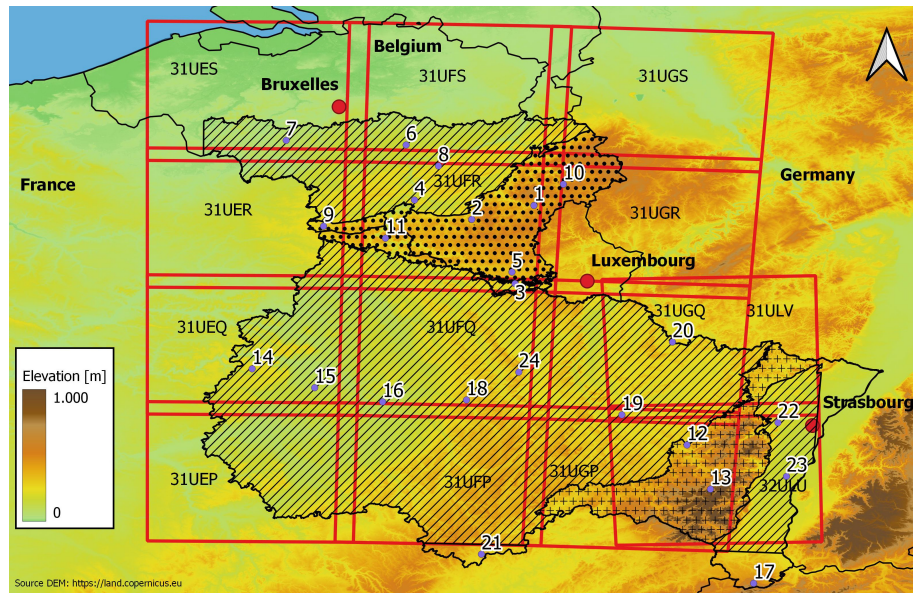 Belgium
31UES
31UFS
31UGS
Bruxelles
7
6
8
France
Germany
10
31UER
4
31UFR
1
2
31UGR
9
11
5
Luxembourg
3
31UEQ
31UFQ
31UGQ
31ULV
20
Elevation [m]
1.000
0
14
15
24
16
18
19
Strasbourg
22
12
31UEP
31UFP
31UGP
13
23
32ULU
21
17
Source DEM: https://land.copernicus.eu